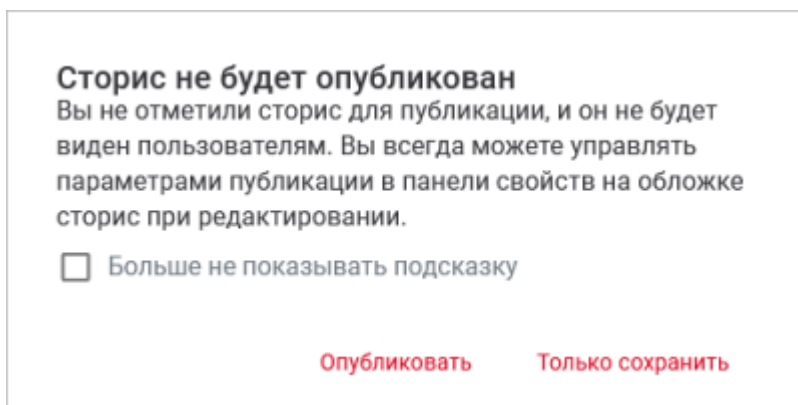 Сторис не будет опубликован
Вы не отметили сторис для публикации, и он не будет
виден пользователям. Вы всегда можете управлять
параметрами публикации в панели свойств на обложке
сторис при редактировании.
Больше не показывать подсказку
Опубликовать Только сохранить